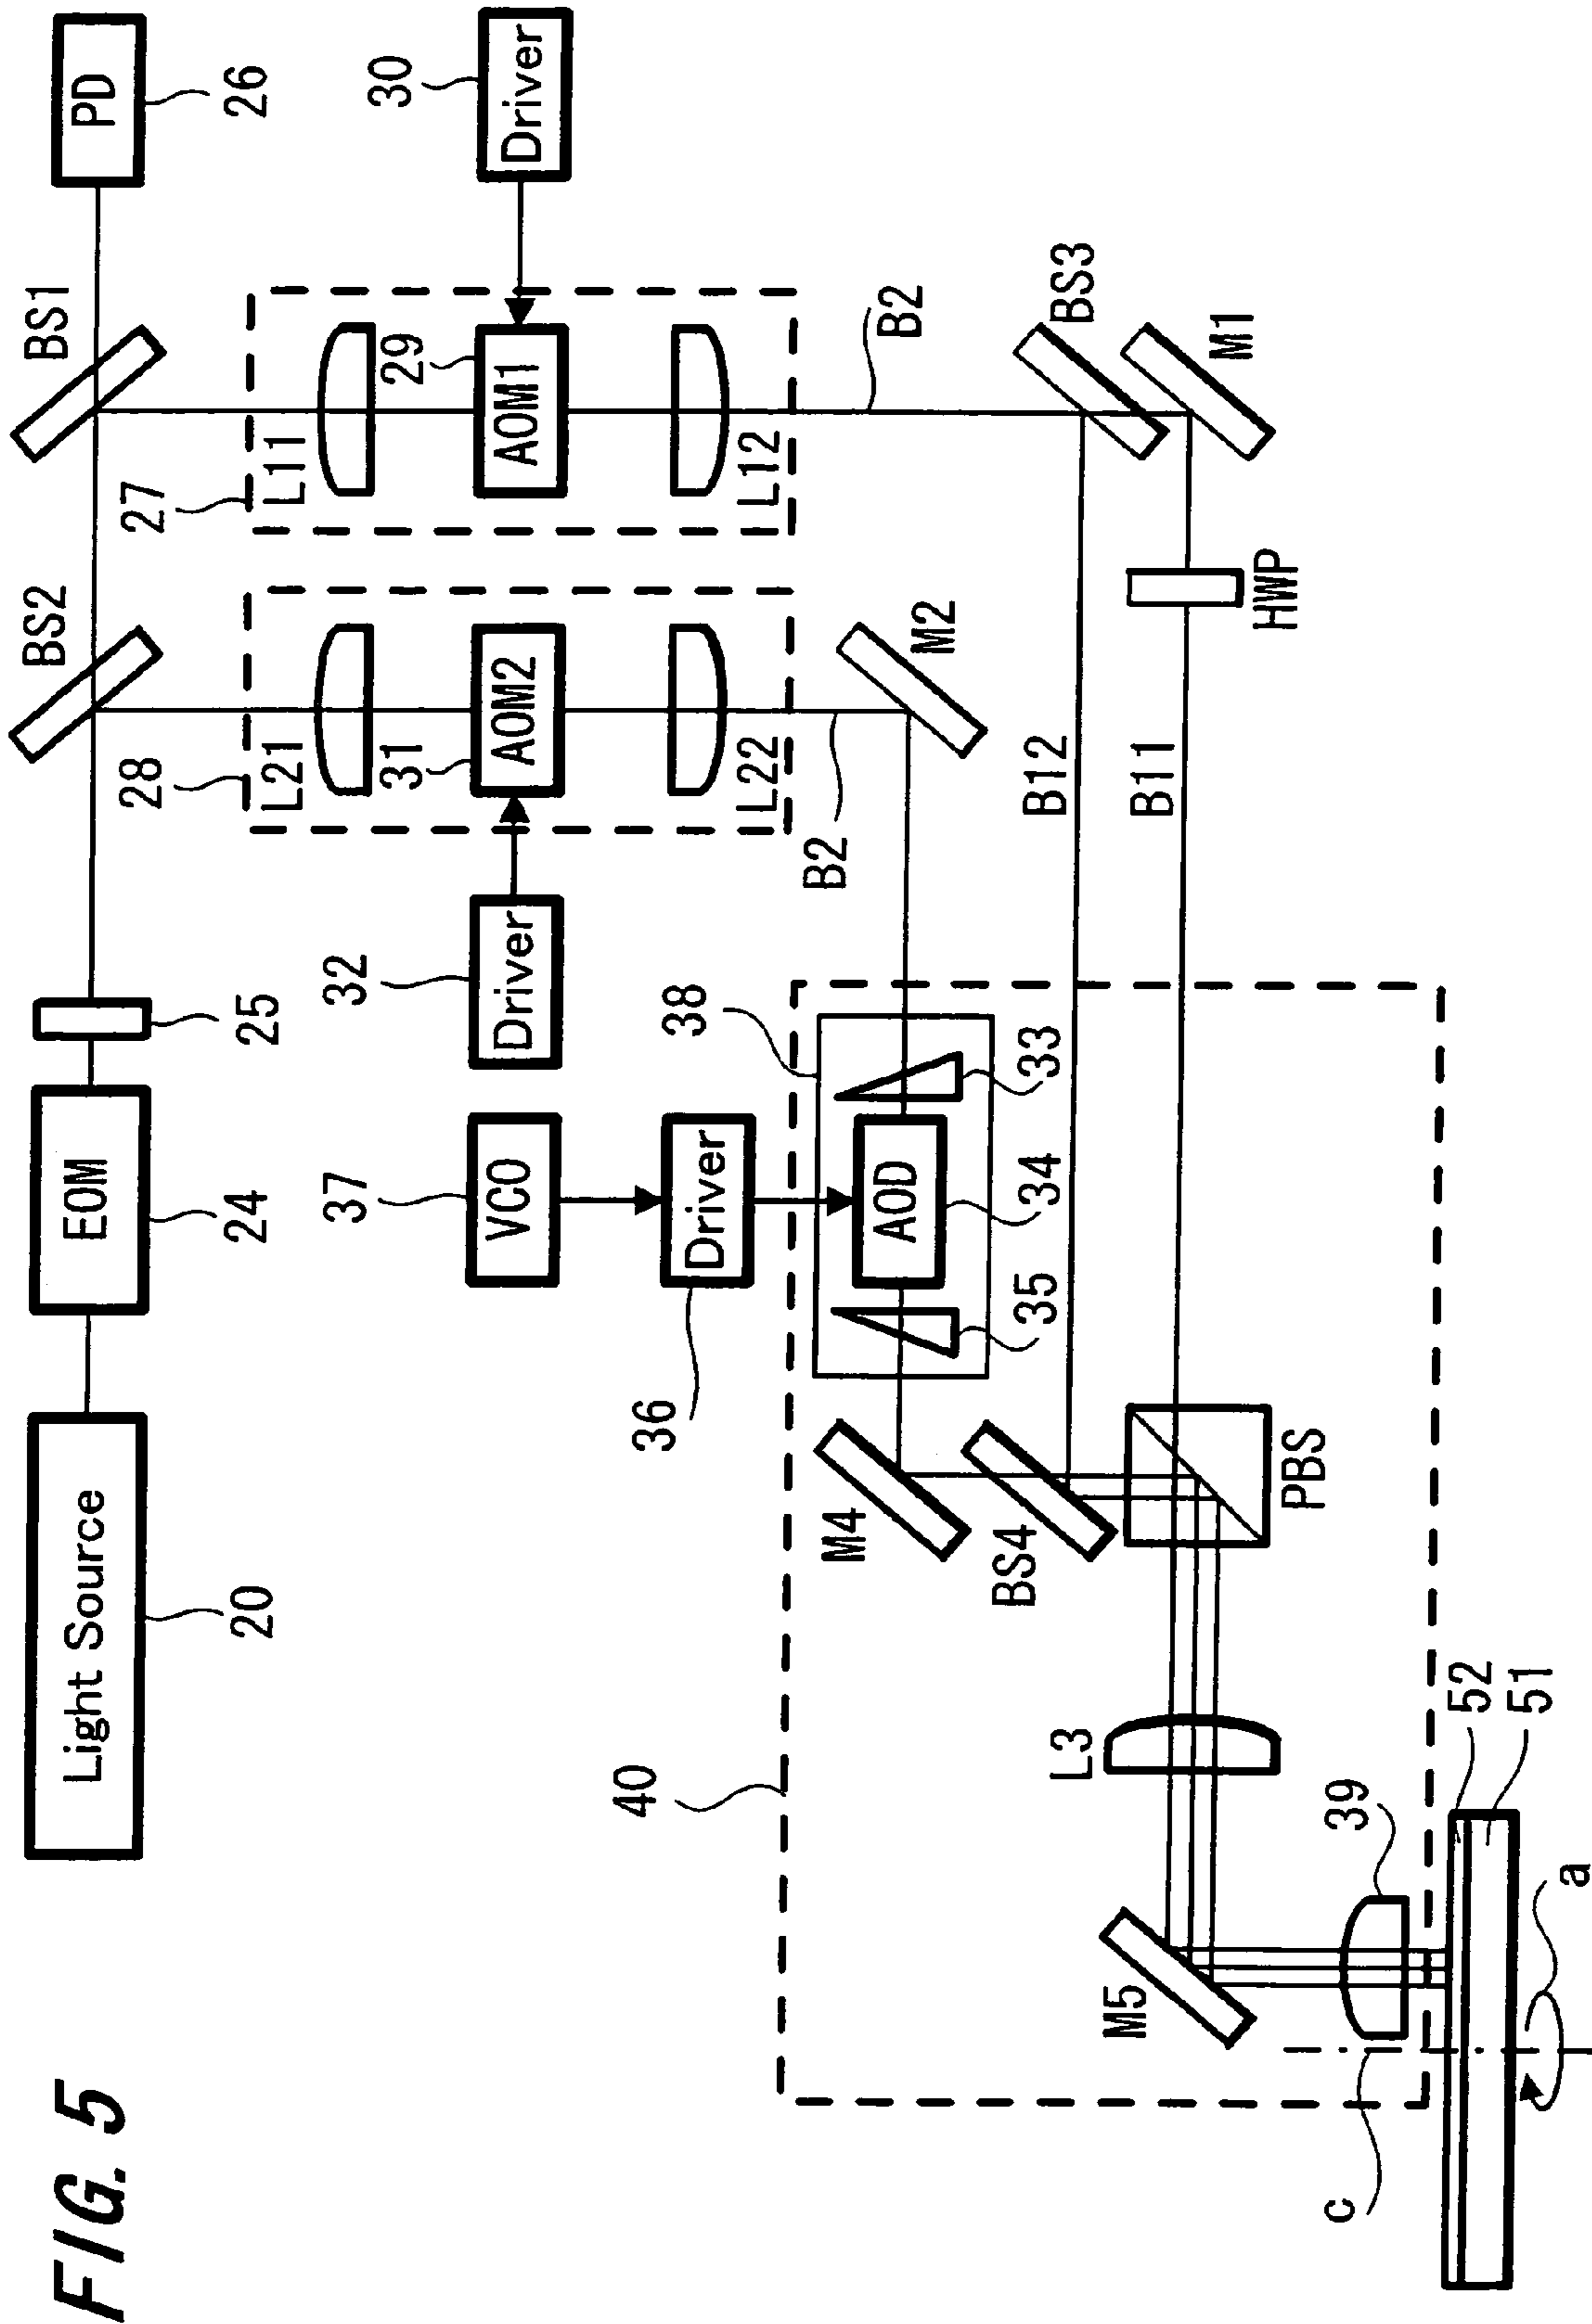 FIG. 5
Light Source
20
EOM
24
25
BS2
BS1
PD
26
28
27
L21
L11
AOM2
31
AOM1
29
L22
L12
Driver
32
Driver
30
VCO
37
Driver
36
B2
B2
M2
38
33
AOD
34
35
M4
BS4
B12
B11
BS3
M1
HWP
PBS
40
L3
M5
39
52
51
c
a